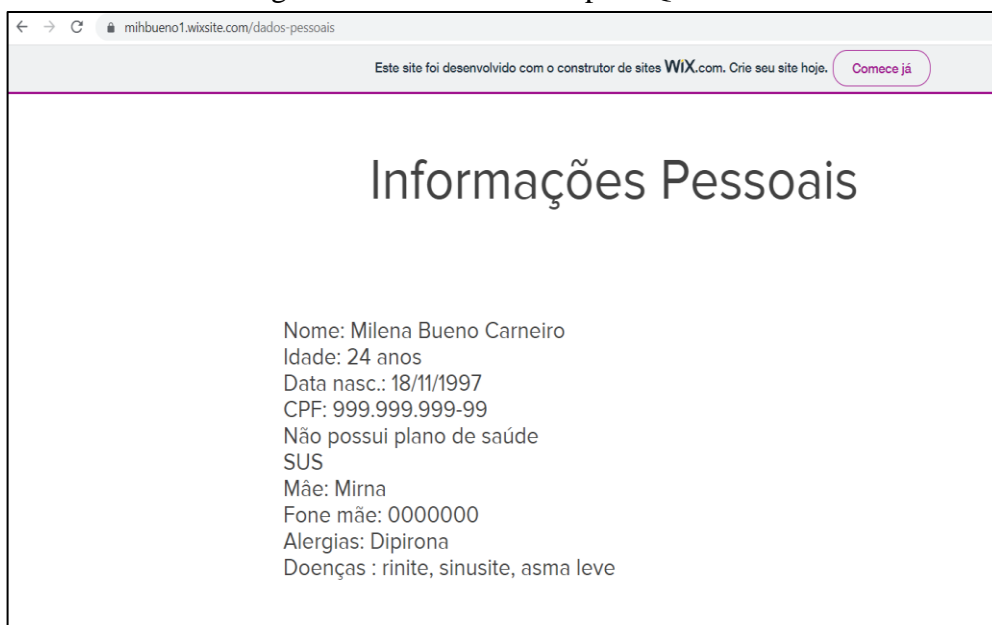 mihbueno1.wixsite.com/dados-pessoais
Este site foi desenvolvido com o construtor de sites WiX.com. Crie seu site hoje. Comece já
Informações Pessoais
Nome: Milena Bueno Carneiro
Idade: 24 anos
Data nasc.: 18/11/1997
CPF: 999.999.999-99
Não possui plano de saúde
SUS
Mãe: Mirna
Fone mãe: 0000000
Alergias: Dipirona
Doenças : rinite, sinusite, asma leve